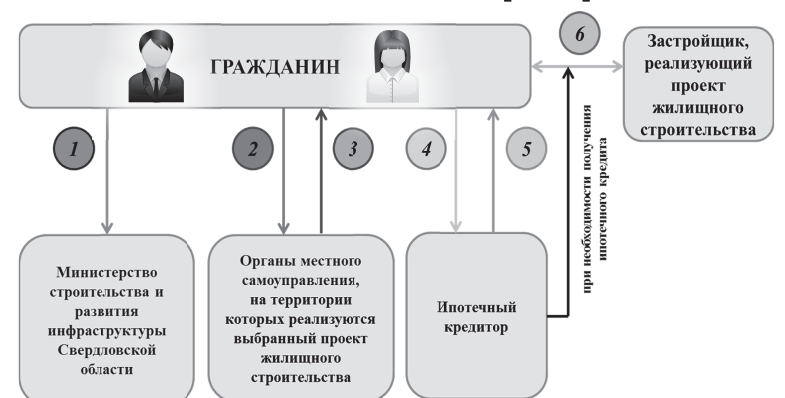 6
ГРАЖДАНИН
Застройщик,
реализующий
проект
жилищного
строительства
1
2
3
4
5
при необходимости получения
ипотечного кредита
Министерство
строительства и
развития
инфраструктуры
Свердловской
области
Органы местного
самоуправления,
на территории
которых реализуются
выбранный проект
жилищного
строительства
Ипотечный
кредитор